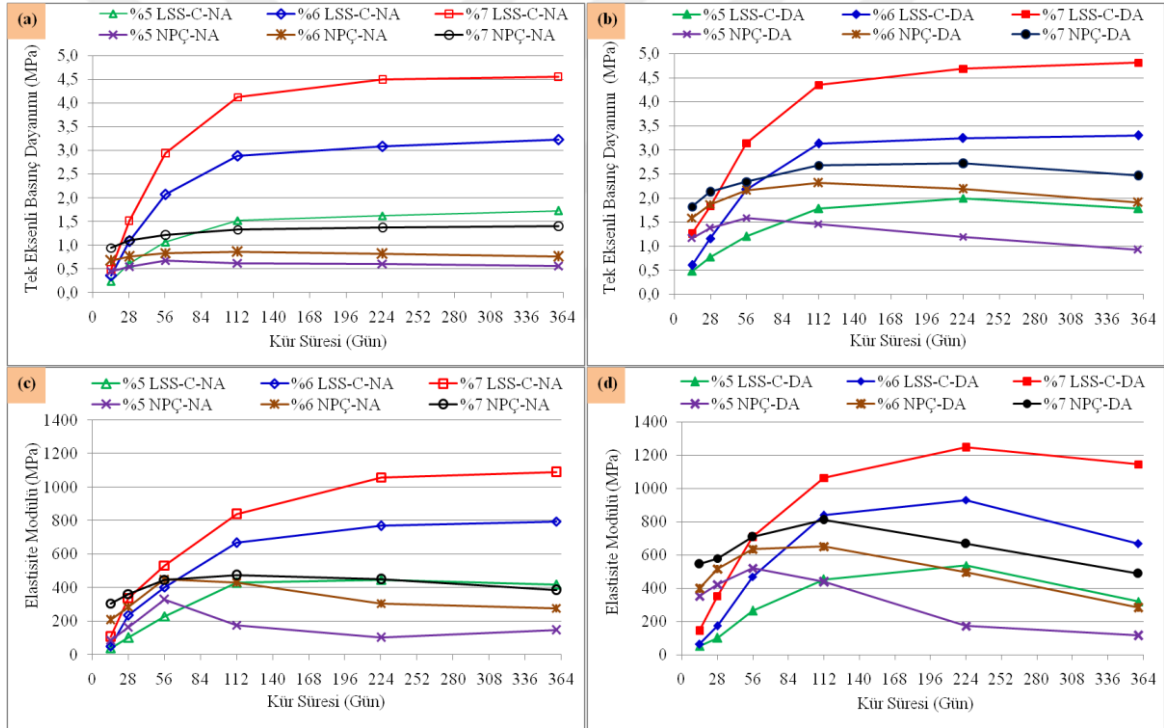 (a)
%5 LSS-C-NA %6 LSS-C-NA %7 LSS-C-NA
%5 NPÇ-NA %6 NPÇ-NA %7 NPÇ-NA
Tek Eksenli Basınç Dayanımı (MPa)
5,0
4,5
4,0
3,5
3,0
2,5
2,0
1,5
1,0
0,5
0,0
0 28 56 84 112 140 168 196 224 252 280 308 336 364
Kür Süresi (Gün)
(b)
%5 LSS-C-DA %6 LSS-C-DA %7 LSS-C-DA
%5 NPÇ-DA %6 NPÇ-DA %7 NPÇ-DA
Tek Eksenli Basınç Dayanımı (MPa)
5,0
4,5
4,0
3,5
3,0
2,5
2,0
1,5
1,0
0,5
0,0
0 28 56 84 112 140 168 196 224 252 280 308 336 364
Kür Süresi (Gün)
(c)
%5 LSS-C-NA %6 LSS-C-NA %7 LSS-C-NA
%5 NPÇ-NA %6 NPÇ-NA %7 NPÇ-NA
Elastisite Modülü (MPa)
1400
1200
1000
800
600
400
200
0
0 28 56 84 112 140 168 196 224 252 280 308 336 364
Kür Süresi (Gün)
(d)
%5 LSS-C-DA %6 LSS-C-DA %7 LSS-C-DA
%5 NPÇ-DA %6 NPÇ-DA %7 NPÇ-DA
Elastisite Modülü (MPa)
1400
1200
1000
800
600
400
200
0
0 28 56 84 112 140 168 196 224 252 280 308 336 364
Kür Süresi (Gün)